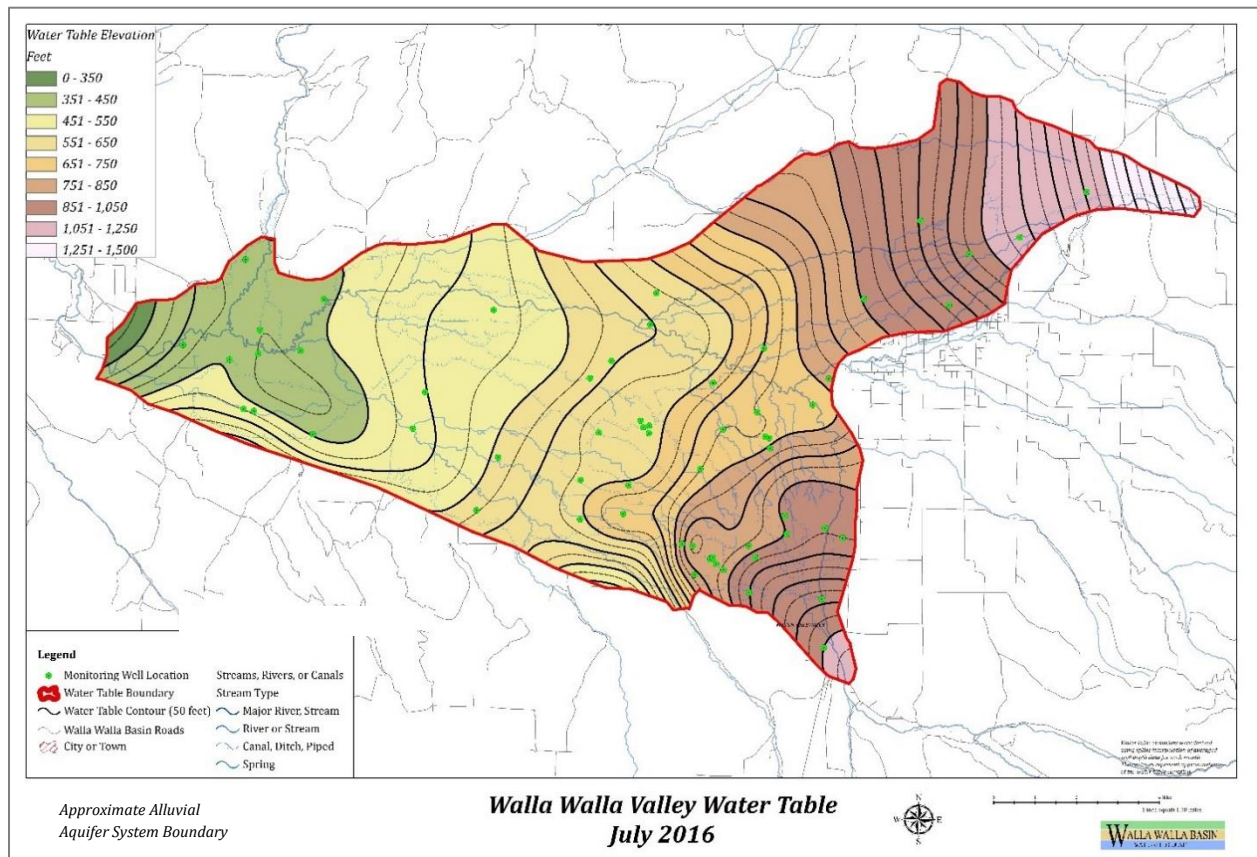 Water Table Elevation
Feet
0 - 350
351 - 450
451 - 550
551 - 650
651 - 750
751 - 850
851 - 1,050
1,051 - 1,250
1,251 - 1,500
Legend
Monitoring Well Location
Water Table Boundary
Water Table Contour (50 feet)
Walla Walla Basin Roads
City or Town
Streams, Rivers, or Canals
Stream Type
Major River, Stream
River or Stream
Canal, Ditch, Piped
Spring
Approximate Alluvial
Aquifer System Boundary
Walla Walla Valley Water Table
July 2016
N
W E
S
WALLA WALLA BASIN